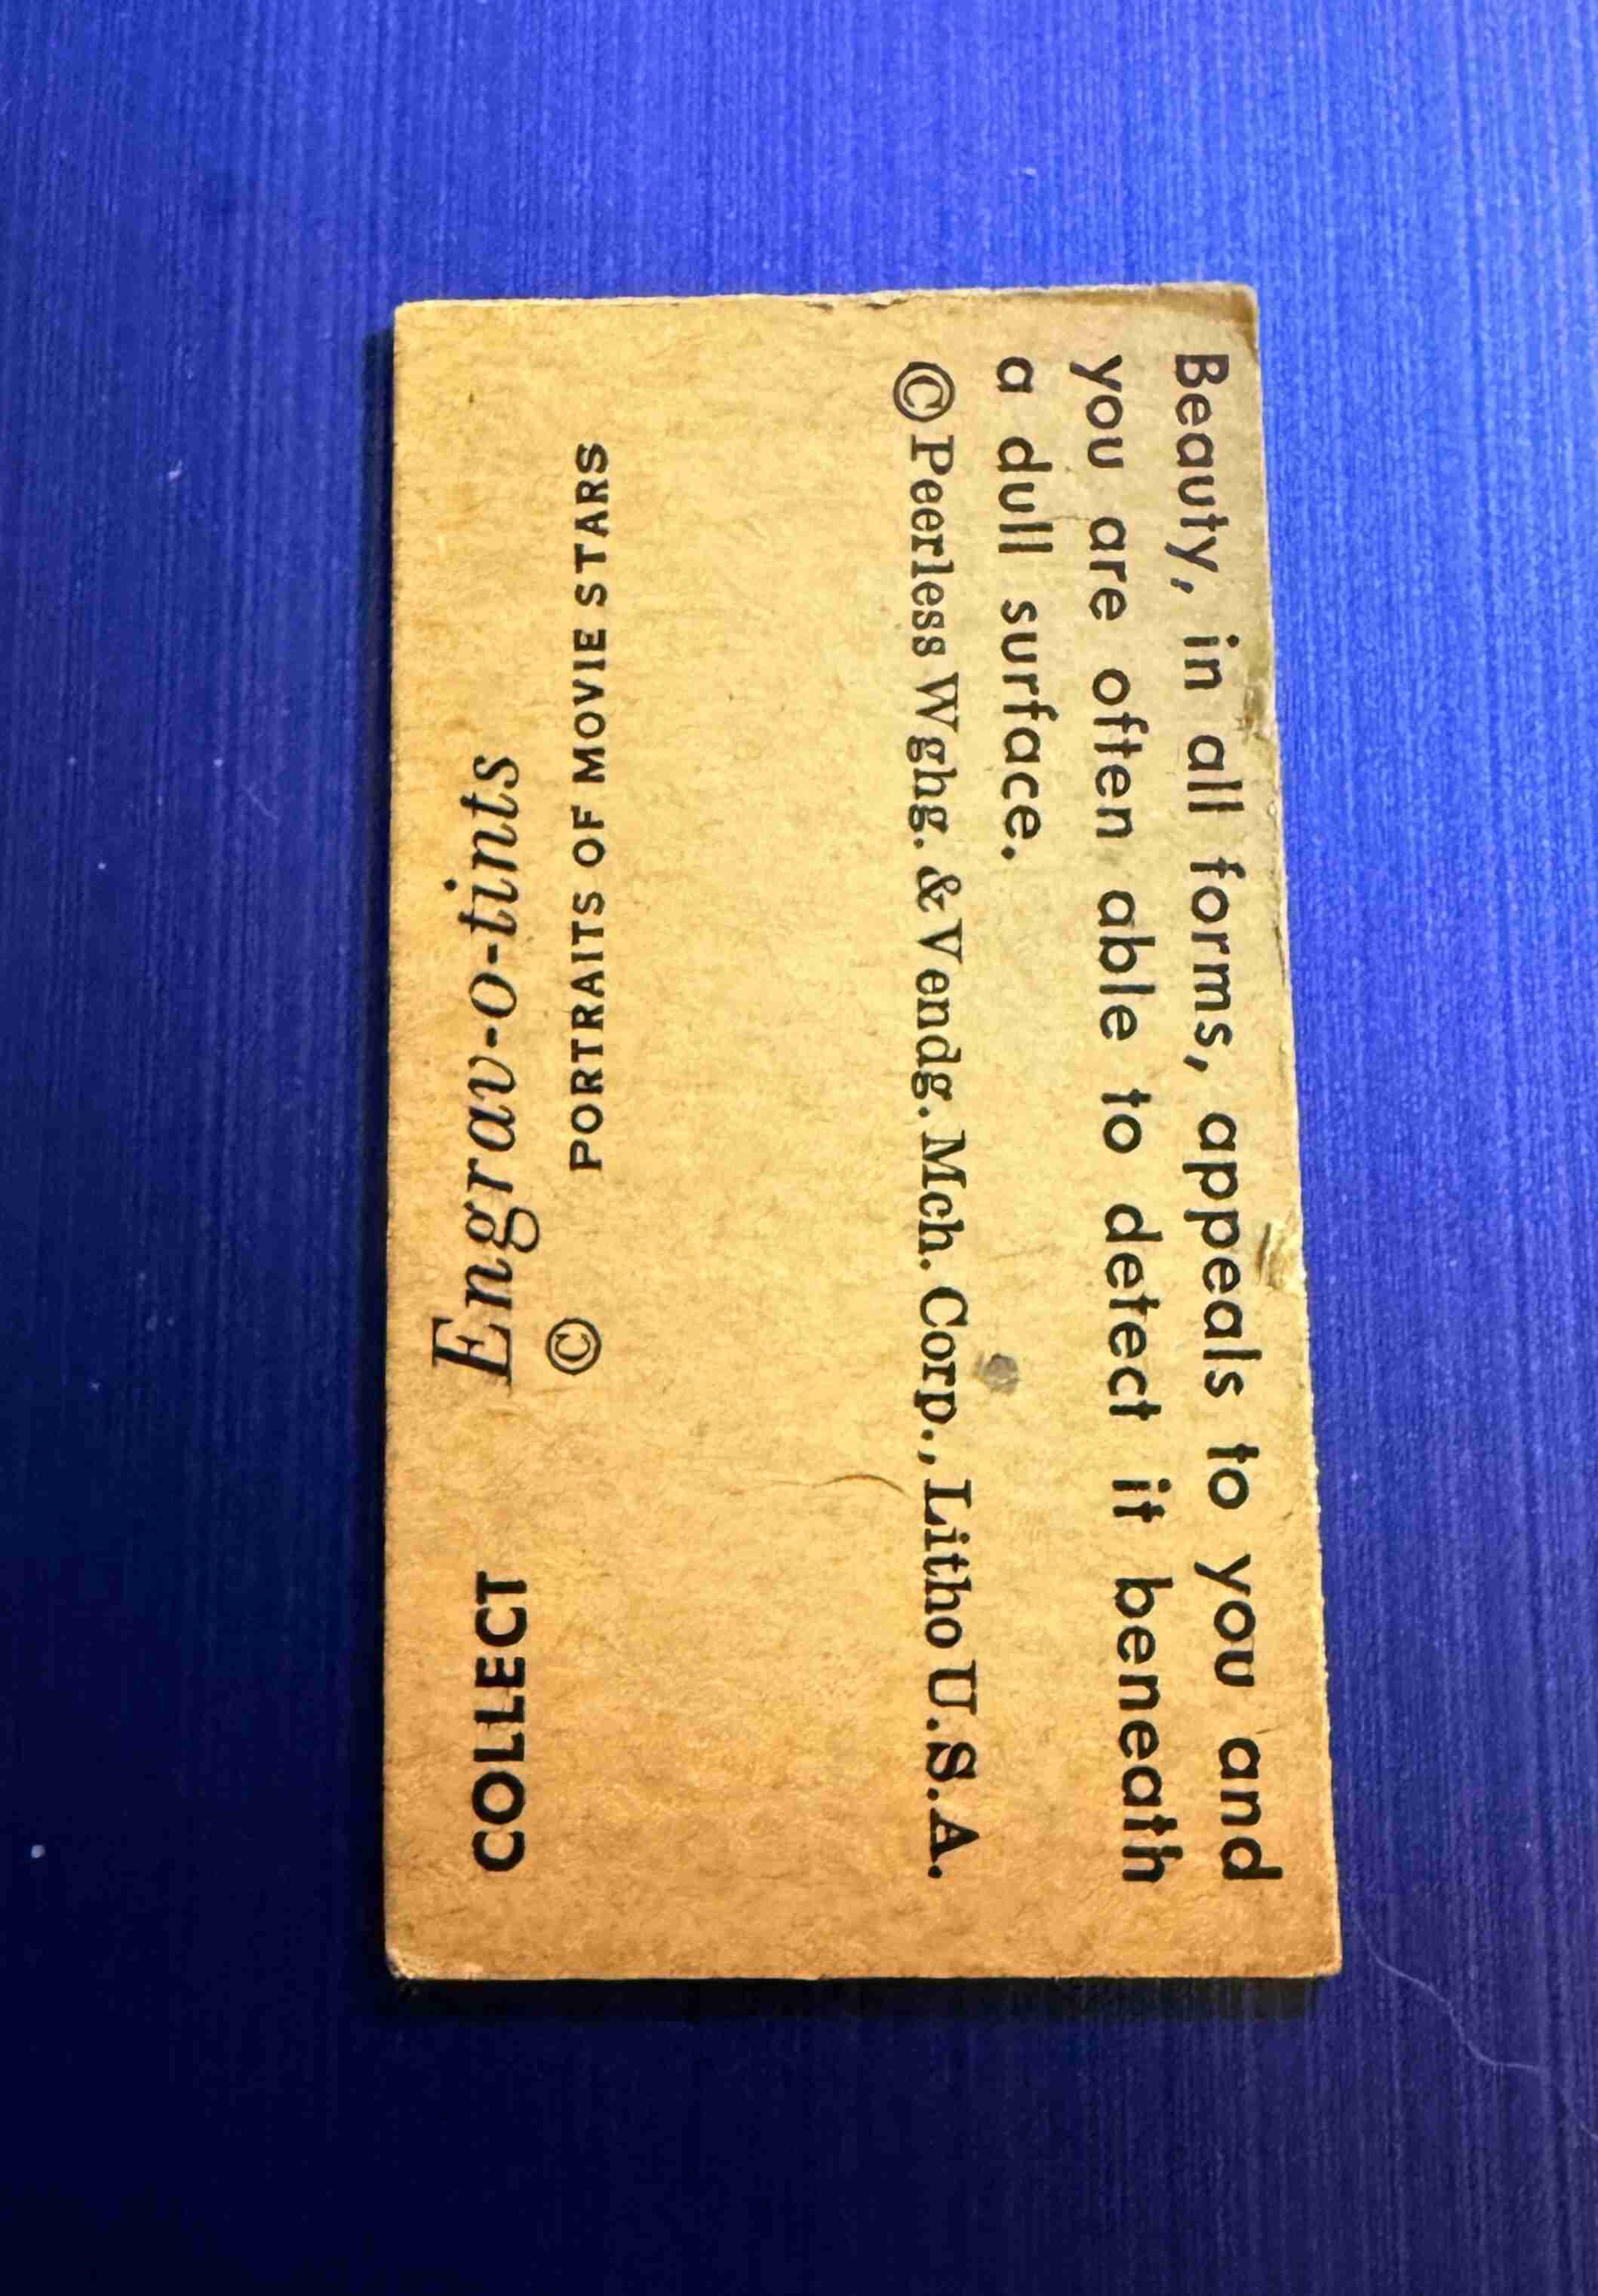 Beauty, in all forms, appeals to you and
you are often able to detect it beneath
a dull surface.
© Peerless Wghg. & Vendg. Mch. Corp., Litho U.S.A.
COLLECT Engrav-o-tints
© PORTRAITS OF MOVIE STARS